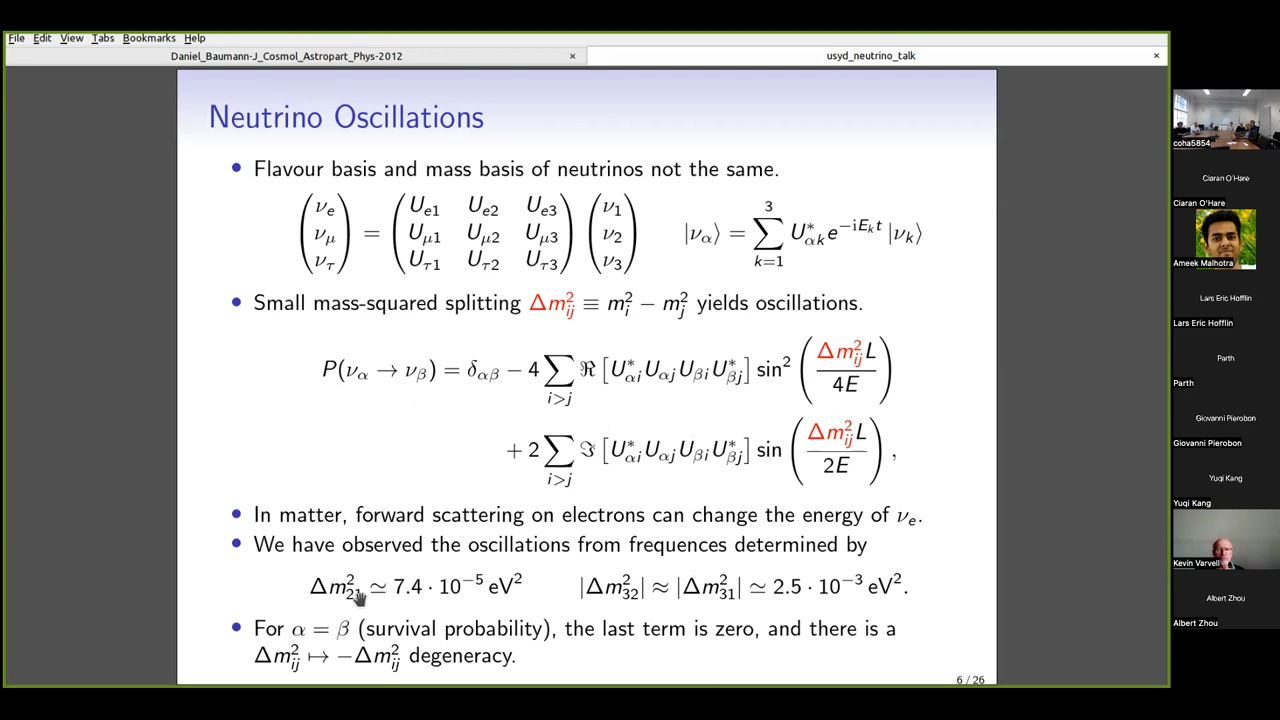 File Edit View Tabs Bookmarks Help
Daniel_Baumann-J_Cosmol_Astropart_Phys-2012 × usyd_neutrino_talk ×
Neutrino Oscillations
• Flavour basis and mass basis of neutrinos not the same.
(ν_e ν_μ ν_τ) = (U_e1 U_e2 U_e3 U_μ1 U_μ2 U_μ3 U_τ1 U_τ2 U_τ3) (ν_1 ν_2 ν_3) |ν_α⟩ = ∑_{k=1}^{3} U*_{αk} e^{−iE_k t} |ν_k⟩
• Small mass-squared splitting Δm²_ij ≡ m²_i − m²_j yields oscillations.
P(ν_α → ν_β) = δ_αβ − 4 ∑_{i>j} ℜ [U*_αi U_αj U_βi U*_βj] sin² (Δm²_ij L / 4E)
+ 2 ∑_{i>j} ℑ [U*_αi U_αj U_βi U*_βj] sin (Δm²_ij L / 2E) ,
• In matter, forward scattering on electrons can change the energy of ν_e.
• We have observed the oscillations from frequences determined by
Δm²_21 ≃ 7.4 · 10⁻⁵ eV² |Δm²_32| ≈ |Δm²_31| ≃ 2.5 · 10⁻³ eV².
• For α = β (survival probability), the last term is zero, and there is a
Δm²_ij ↦ −Δm²_ij degeneracy.
6 / 26
coha5854
Ciaran O'Hare
Ciaran O'Hare
Ameek Malhotra
Lars Eric Hofflin
Lars Eric Hofflin
Parth
Parth
Giovanni Pierobon
Giovanni Pierobon
Yuqi Kang
Yuqi Kang
Kevin Varvell
Albert Zhou
Albert Zhou